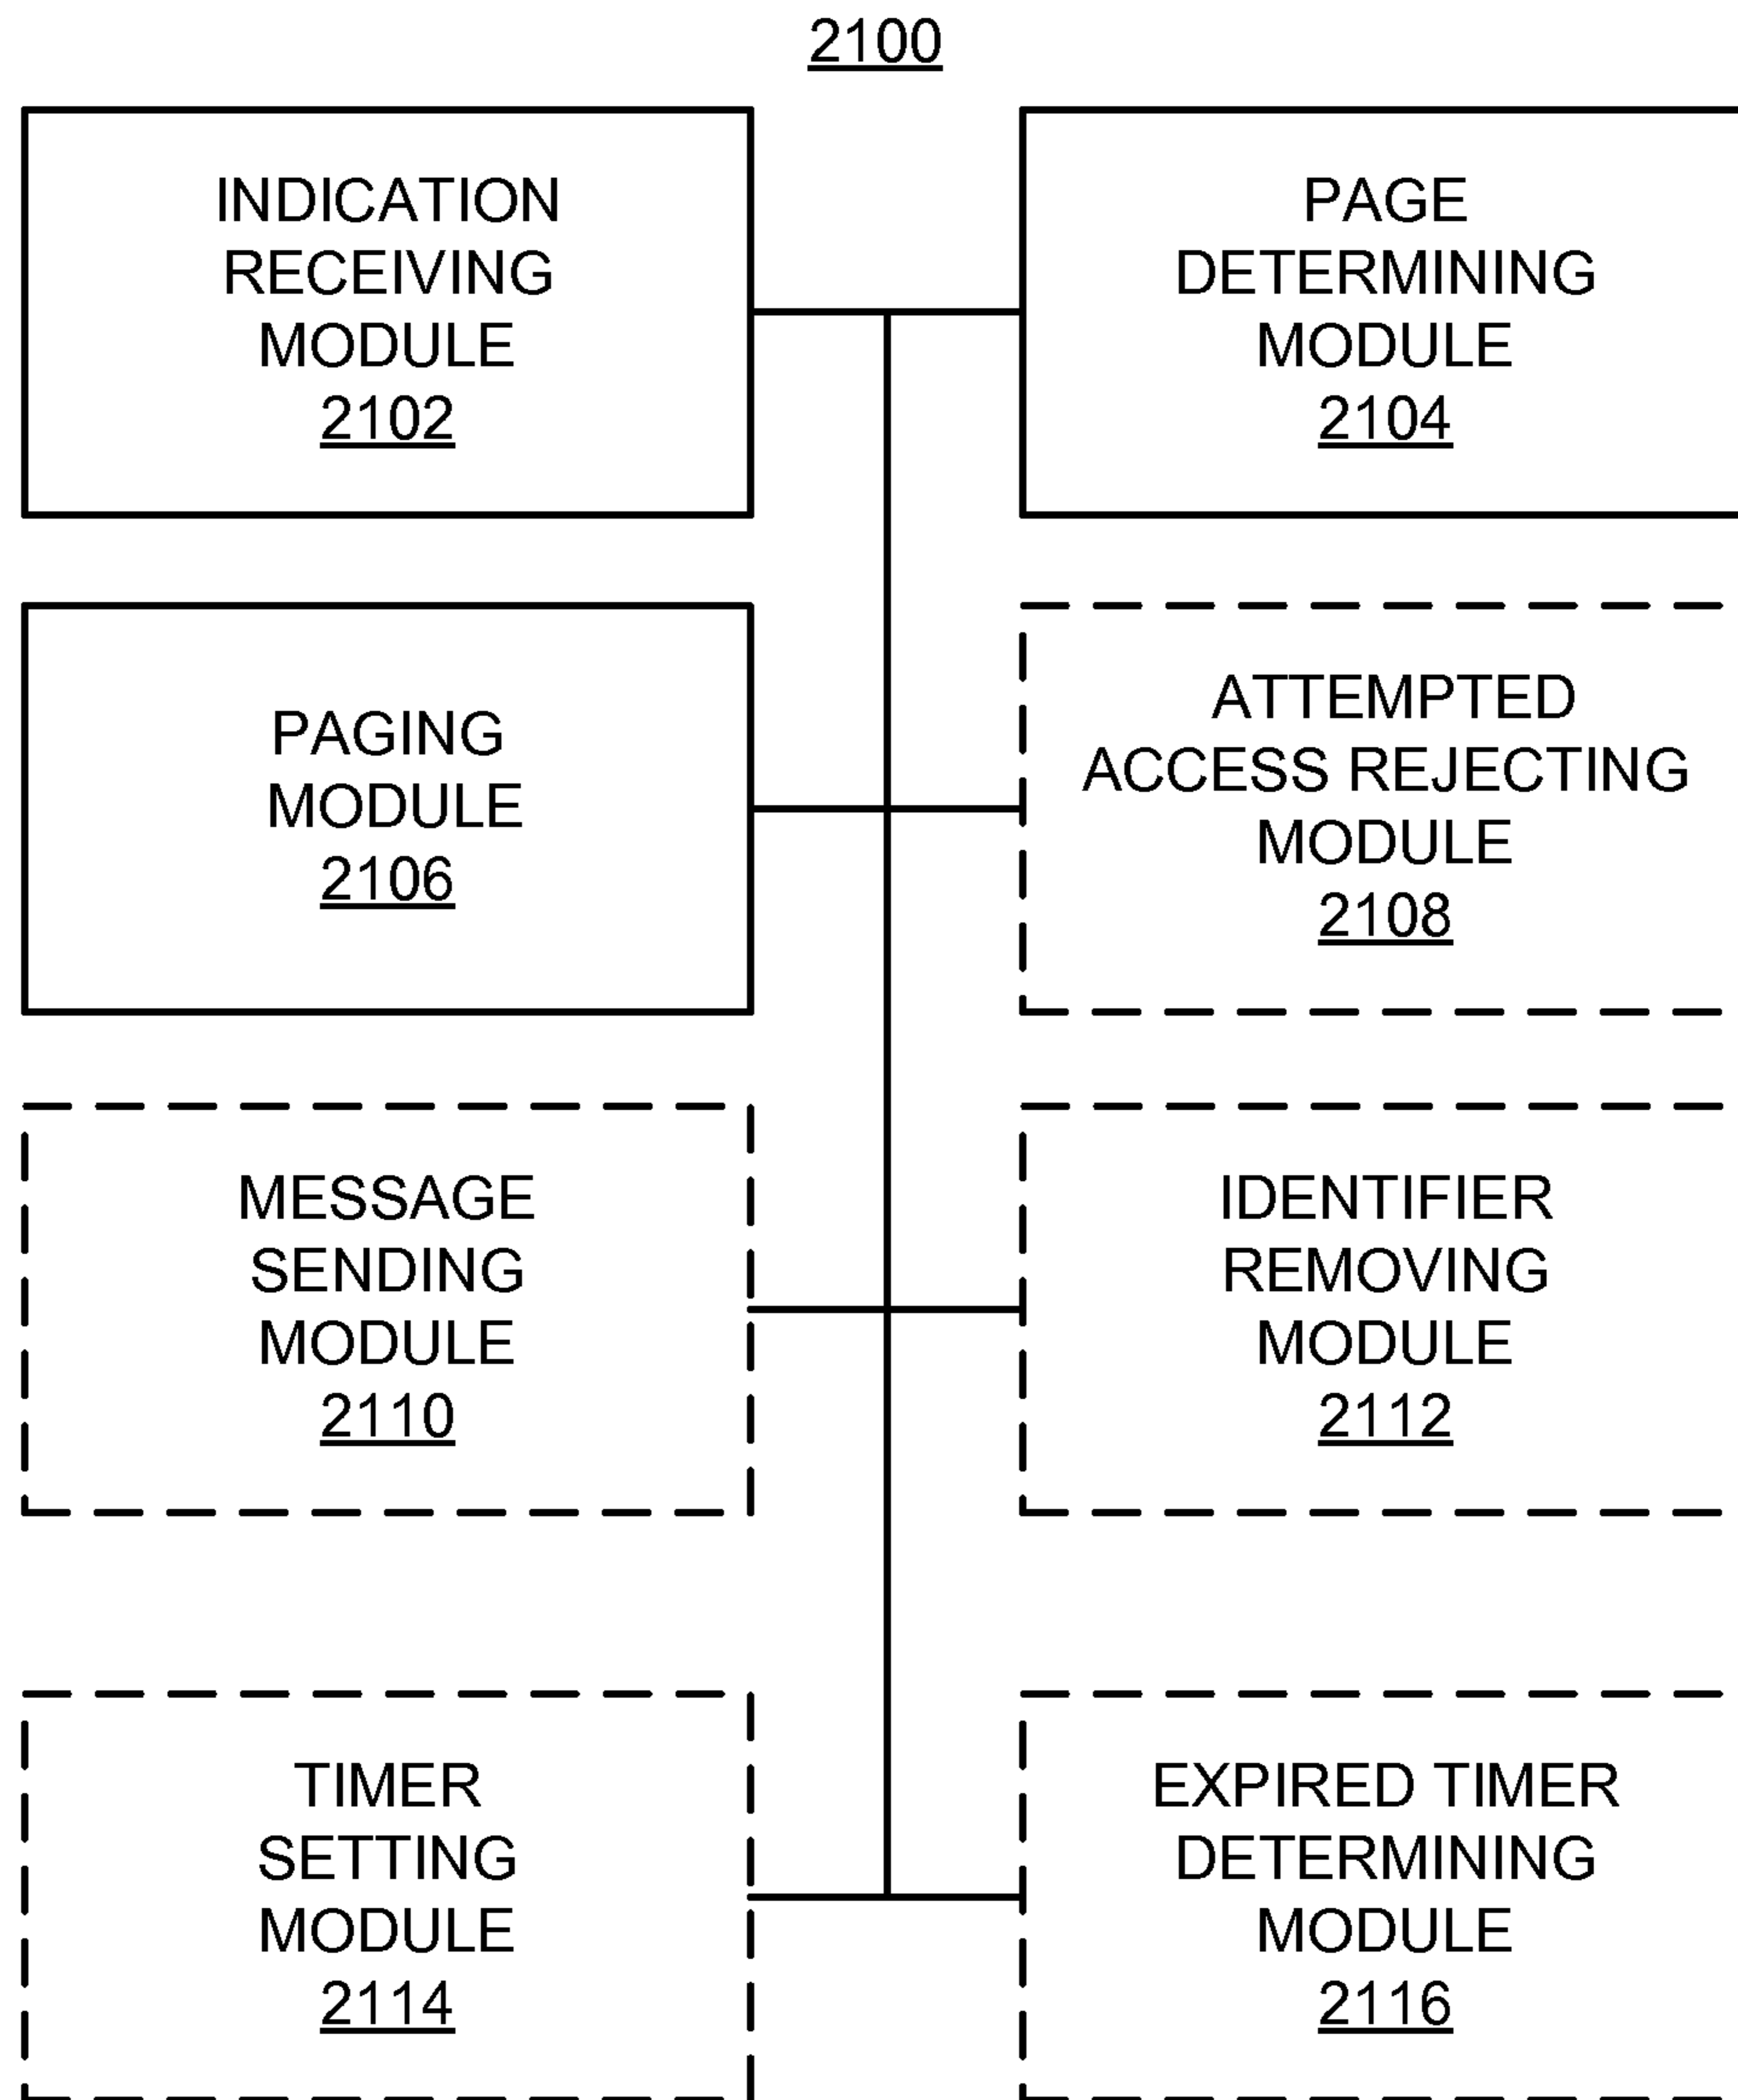 2100
INDICATION
RECEIVING
MODULE
2102
PAGE
DETERMINING
MODULE
2104
PAGING
MODULE
2106
ATTEMPTED
ACCESS REJECTING
MODULE
2108
MESSAGE
SENDING
MODULE
2110
IDENTIFIER
REMOVING
MODULE
2112
TIMER
SETTING
MODULE
2114
EXPIRED TIMER
DETERMINING
MODULE
2116